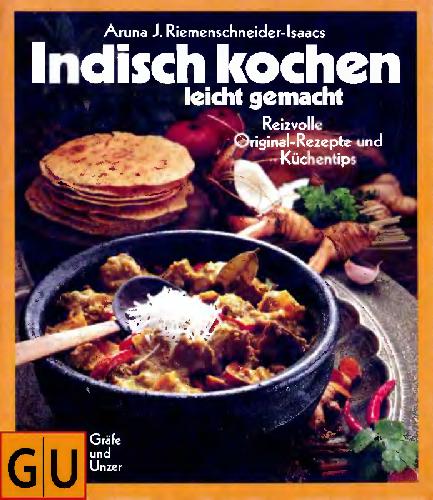 Aruna J. Riemenschneider-Isaacs
Indisch kochen
leicht gemacht
Reizvolle
Original-Rezepte und
Küchentips
GU
Gräfe
und
Unzer